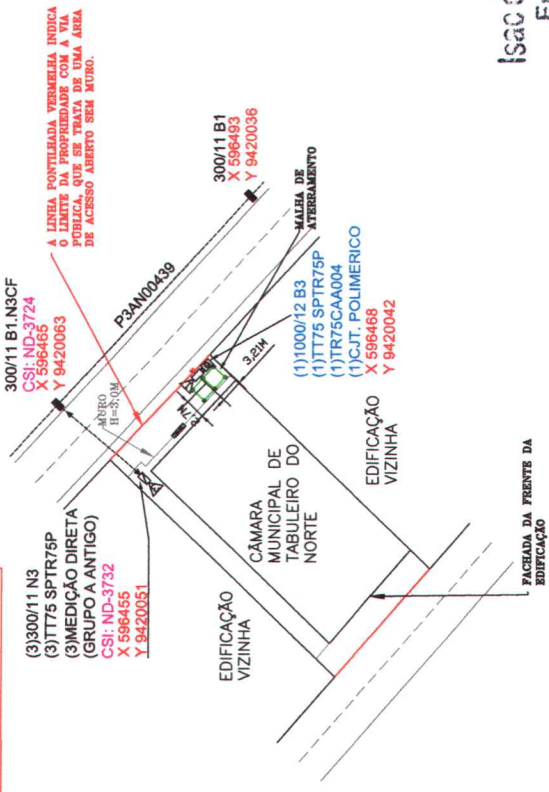 300/11 B1.N3CF
CSI: ND-3724
X 596465
Y 9420063
A LINHA PONTILHADA VERMELHA INDICA
O LIMITE DA PROPRIEDADE COM A VIA
PÚBLICA, QUE SE TRATA DE UMA ÁREA
DE ACESSO ABERTO SEM MURO.
P3AN00439
300/11 B1
X 596493
Y 9420036
MURO
H=3,0M
MALHA DE
ATERRAMENTO
(3)300/11 N3
(3)TT75 SPTR75P
(3)MEDIÇÃO DIRETA
(GRUPO A ANTIGO)
CSI: ND-3732
X 596455
Y 9420051
3,21M
(1)1000/12 B3
(1)TT75 SPTR75P
(1)TR75CAA004
(1)CJT. POLIMERICO
X 596468
Y 9420042
CÂMARA
MUNICIPAL DE
TABULEIRO DO
NORTE
EDIFICAÇÃO
VIZINHA
EDIFICAÇÃO
VIZINHA
FACHADA DA FRENTE DA
EDIFICAÇÃO
Isac